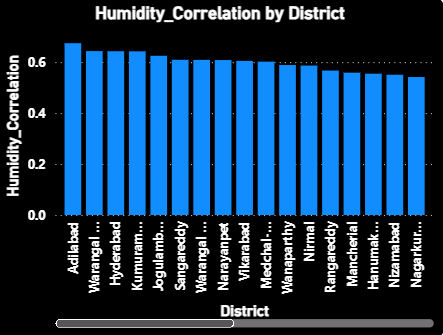 Humidity_Correlation by District
Humidity_Correlation
0.6
0.4
0.2
0.0
Adilabad
Warangal ...
Hyderabad
Kumuram...
Jogulamb...
Sangareddy
Warangal ...
Narayanpet
Vikarabad
Medchal-...
Wanaparthy
Nirmal
Rangareddy
Mancherial
Hanumak...
Nizamabad
Nagarkur...
District